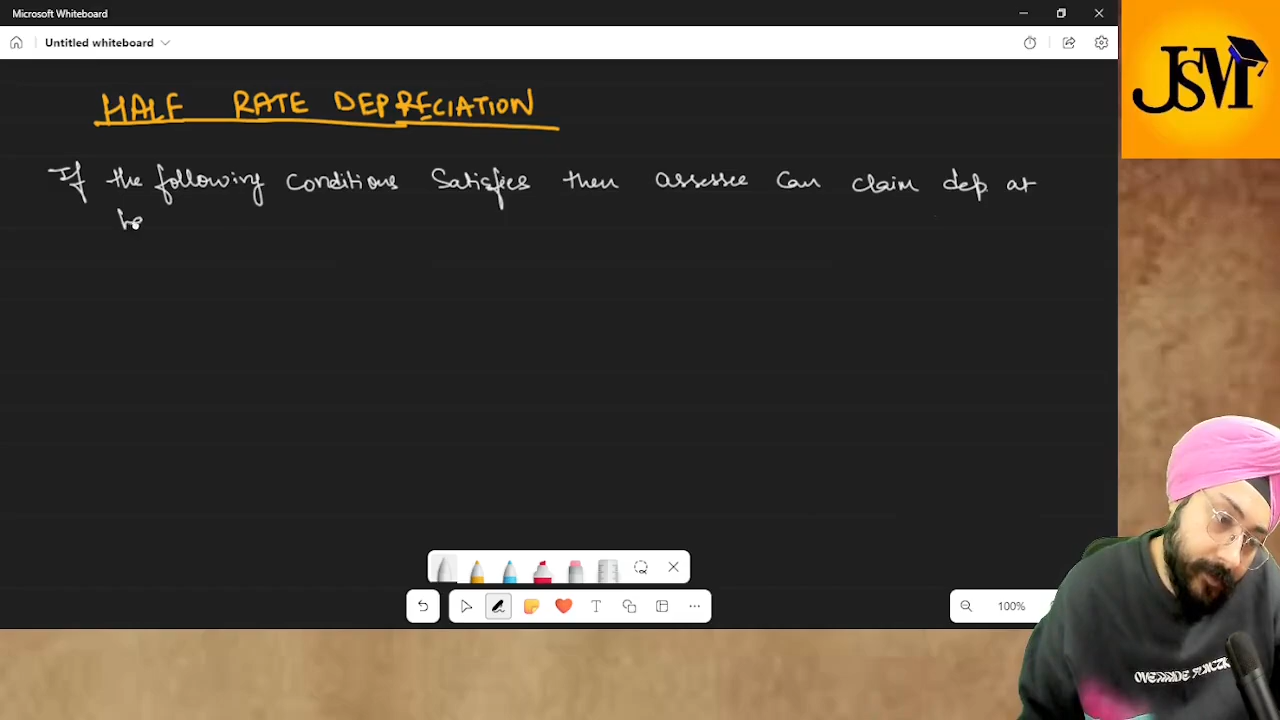 Microsoft Whiteboard
Untitled whiteboard
JSM
HALF RATE DEPRECIATION
If the following conditions satisfies then assessee can claim dep at
T
100%